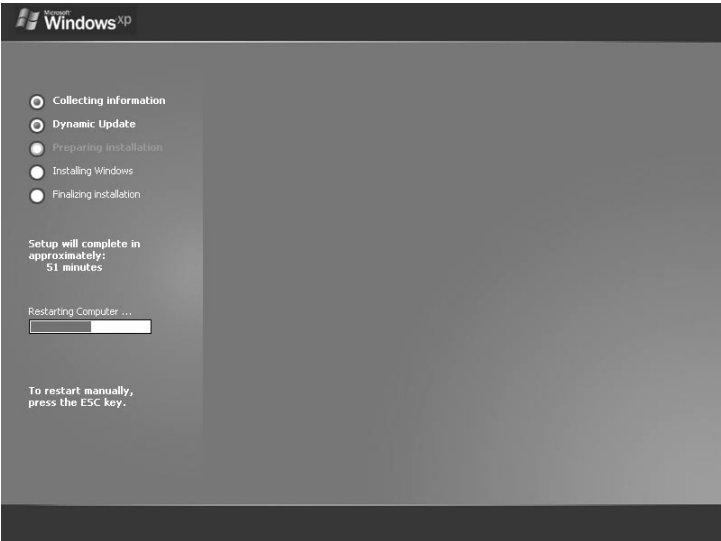 Microsoft
Windows xp
Collecting information
Dynamic Update
Preparing installation
Installing Windows
Finalizing installation
Setup will complete in
approximately:
51 minutes
Restarting Computer ...
To restart manually,
press the ESC key.